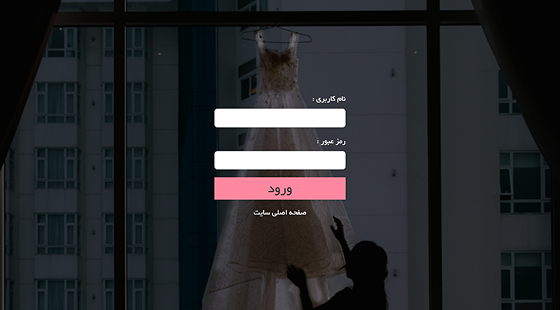 نام کاربری :
رمز عبور :
ورود
صفحه اصلی سایت